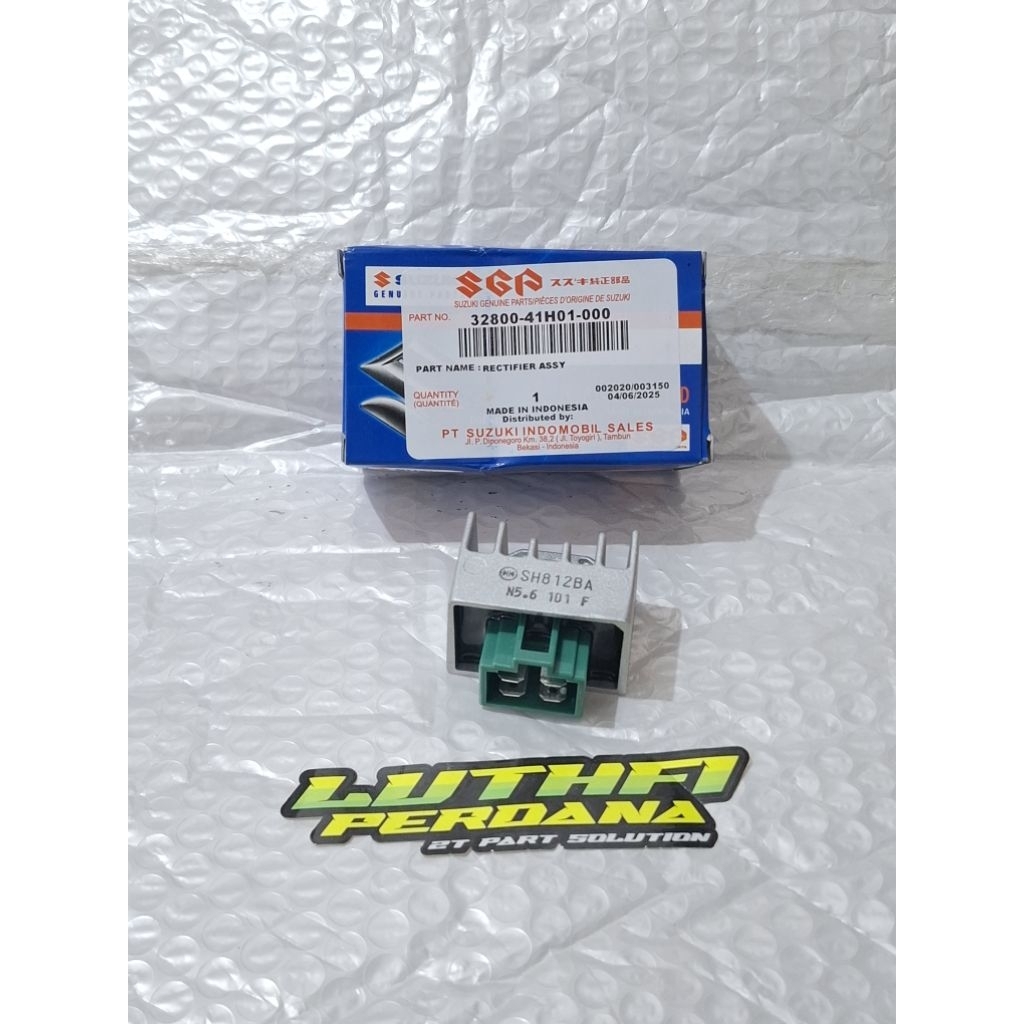 SGP スズキ純正部品
GENU
SUZUKI GENUINE PARTS/PIÈCES D'ORIGINE DE SUZUKI
PART NO. 32800-41H01-000
PART NAME : RECTIFIER ASSY
QUANTITY 1 002020/003150
(QUANTITÉ) 04/06/2025
MADE IN INDONESIA
Distributed by:
PT SUZUKI INDOMOBIL SALES
Jl. P. Diponegoro Km. 38,2 ( Jl. Toyogiri ), Tambun
Bekasi - Indonesia
SH812BA
N5.6 101 F
LUTHFI
PERDANA
2T PART SOLUTION